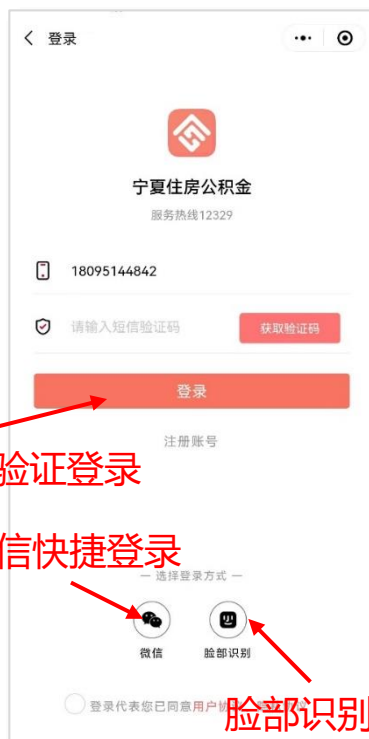 登录
宁夏住房公积金
服务热线12329
18095144842
请输入短信验证码
获取验证码
登录
注册账号
验证登录
信快捷登录
— 选择登录方式 —
微信
脸部识别
登录代表您已同意用户协
脸部识别